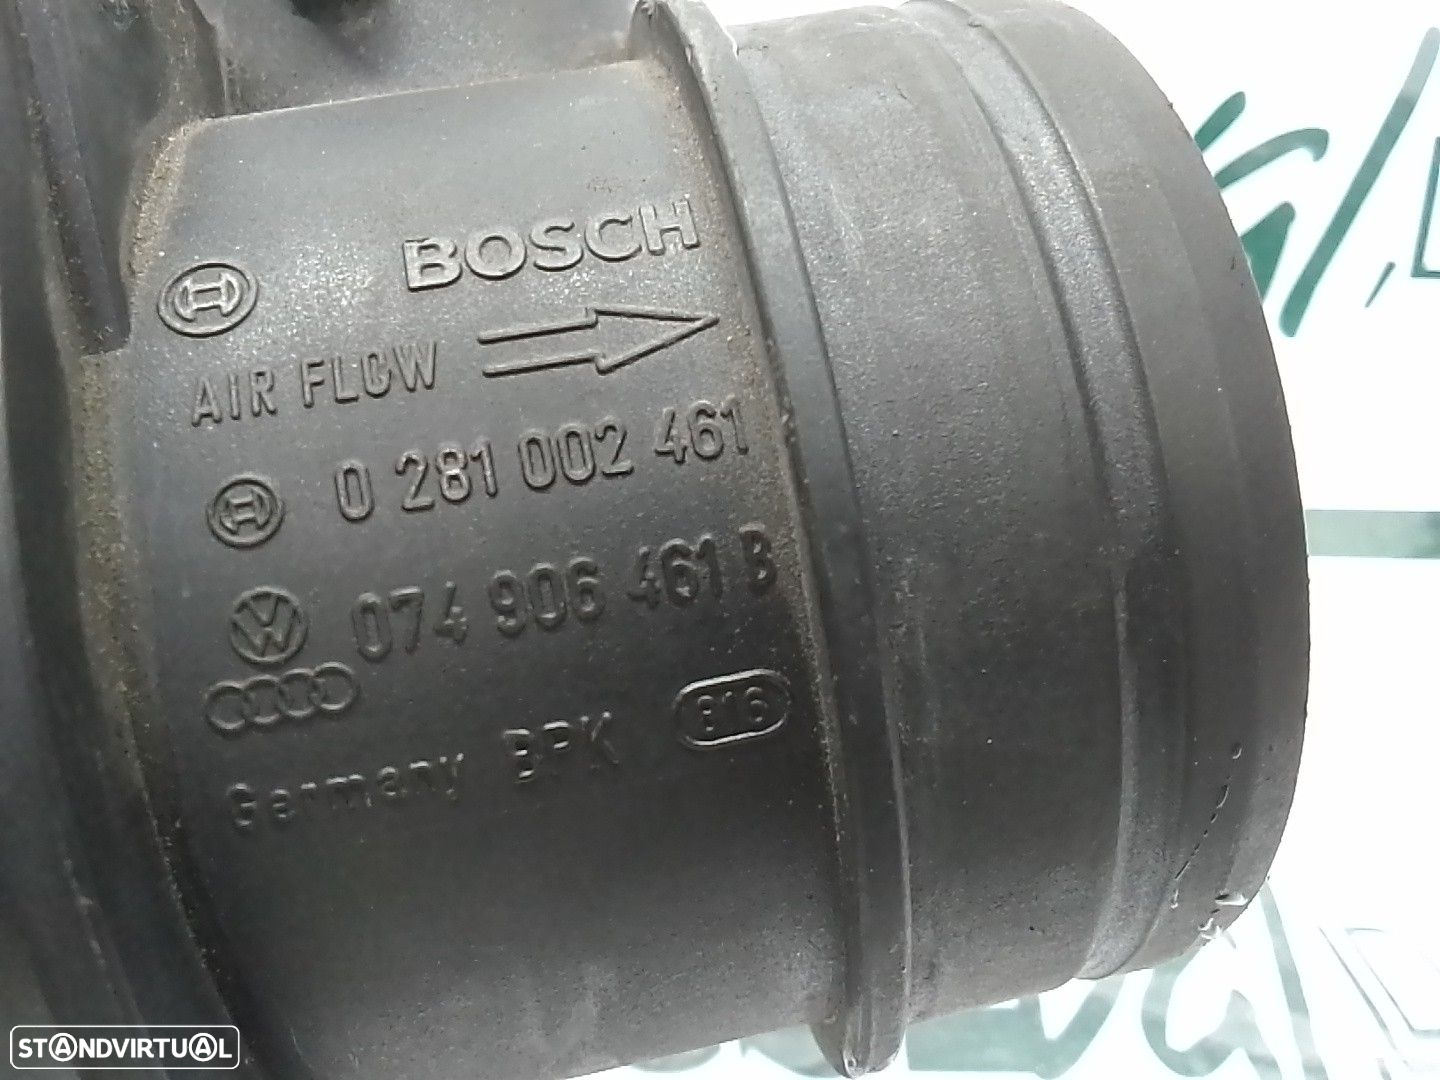 BOSCH
AIR FLOW
0 281 002 461
074 906 461 B
Germany BPK 816
STANDVIRTUAL